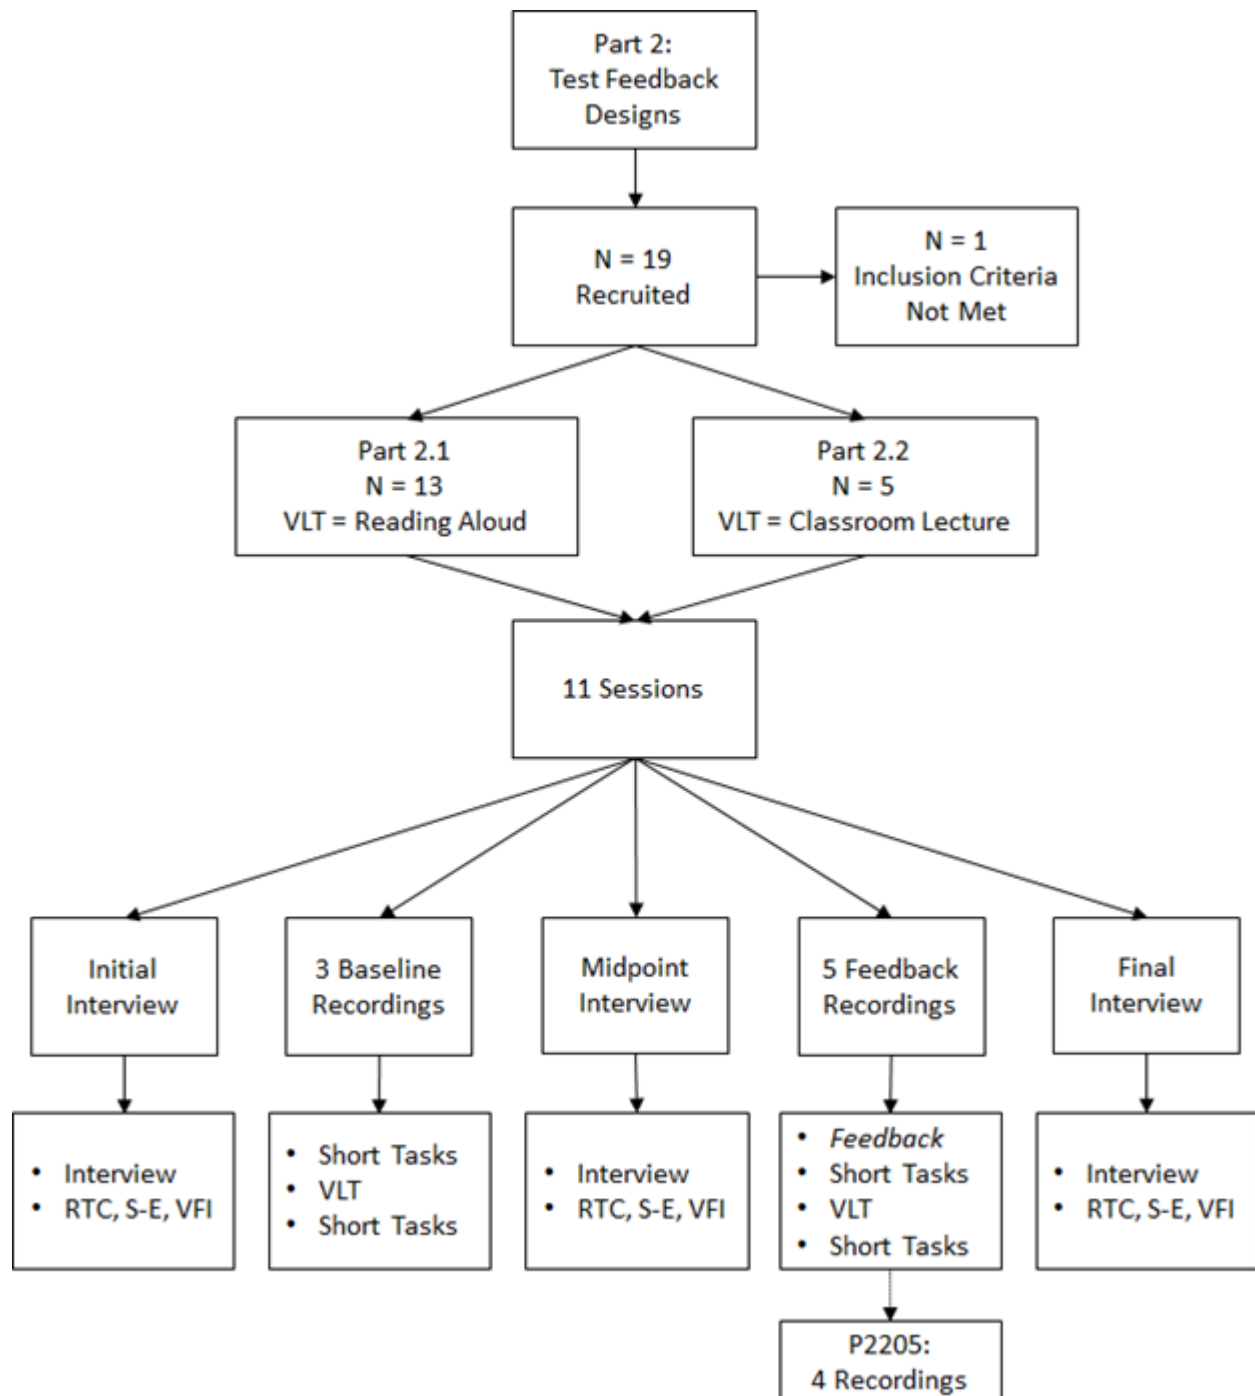 Part 2:
Test Feedback
Designs
N = 19
Recruited
N = 1
Inclusion Criteria
Not Met
Part 2.1
N = 13
VLT = Reading Aloud
Part 2.2
N = 5
VLT = Classroom Lecture
11 Sessions
Initial
Interview
3 Baseline
Recordings
Midpoint
Interview
5 Feedback
Recordings
Final
Interview
• Interview
• RTC, S-E, VFI
• Short Tasks
• VLT
• Short Tasks
• Interview
• RTC, S-E, VFI
• Feedback
• Short Tasks
• VLT
• Short Tasks
• Interview
• RTC, S-E, VFI
P2205:
4 Recordings